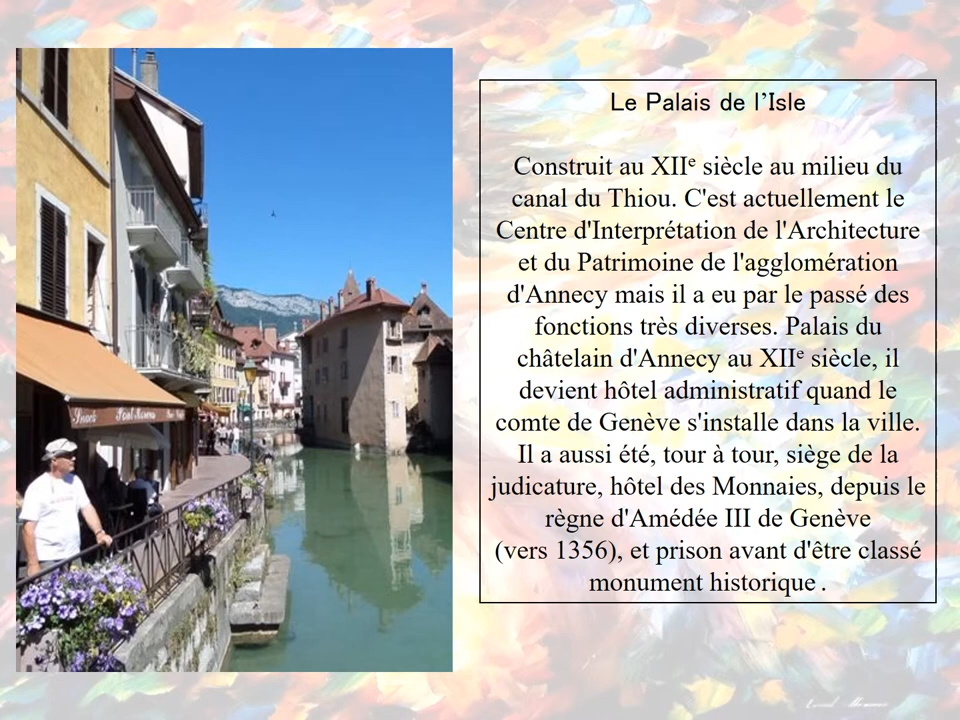 Le Palais de l’Isle
Construit au XIIe siècle au milieu du
canal du Thiou. C'est actuellement le
Centre d'Interprétation de l'Architecture
et du Patrimoine de l'agglomération
d'Annecy mais il a eu par le passé des
fonctions très diverses. Palais du
châtelain d'Annecy au XIIe siècle, il
devient hôtel administratif quand le
comte de Genève s'installe dans la ville.
Il a aussi été, tour à tour, siège de la
judicature, hôtel des Monnaies, depuis le
règne d'Amédée III de Genève
(vers 1356), et prison avant d'être classé
monument historique .
Snack